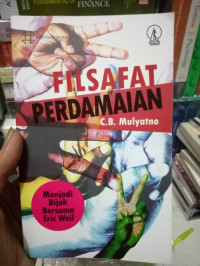 FINANCE
FILSAFAT
PERDAMAIAN
C.B. Mulyatno
Menjadi
Bijak
Bersama
Eric Weil